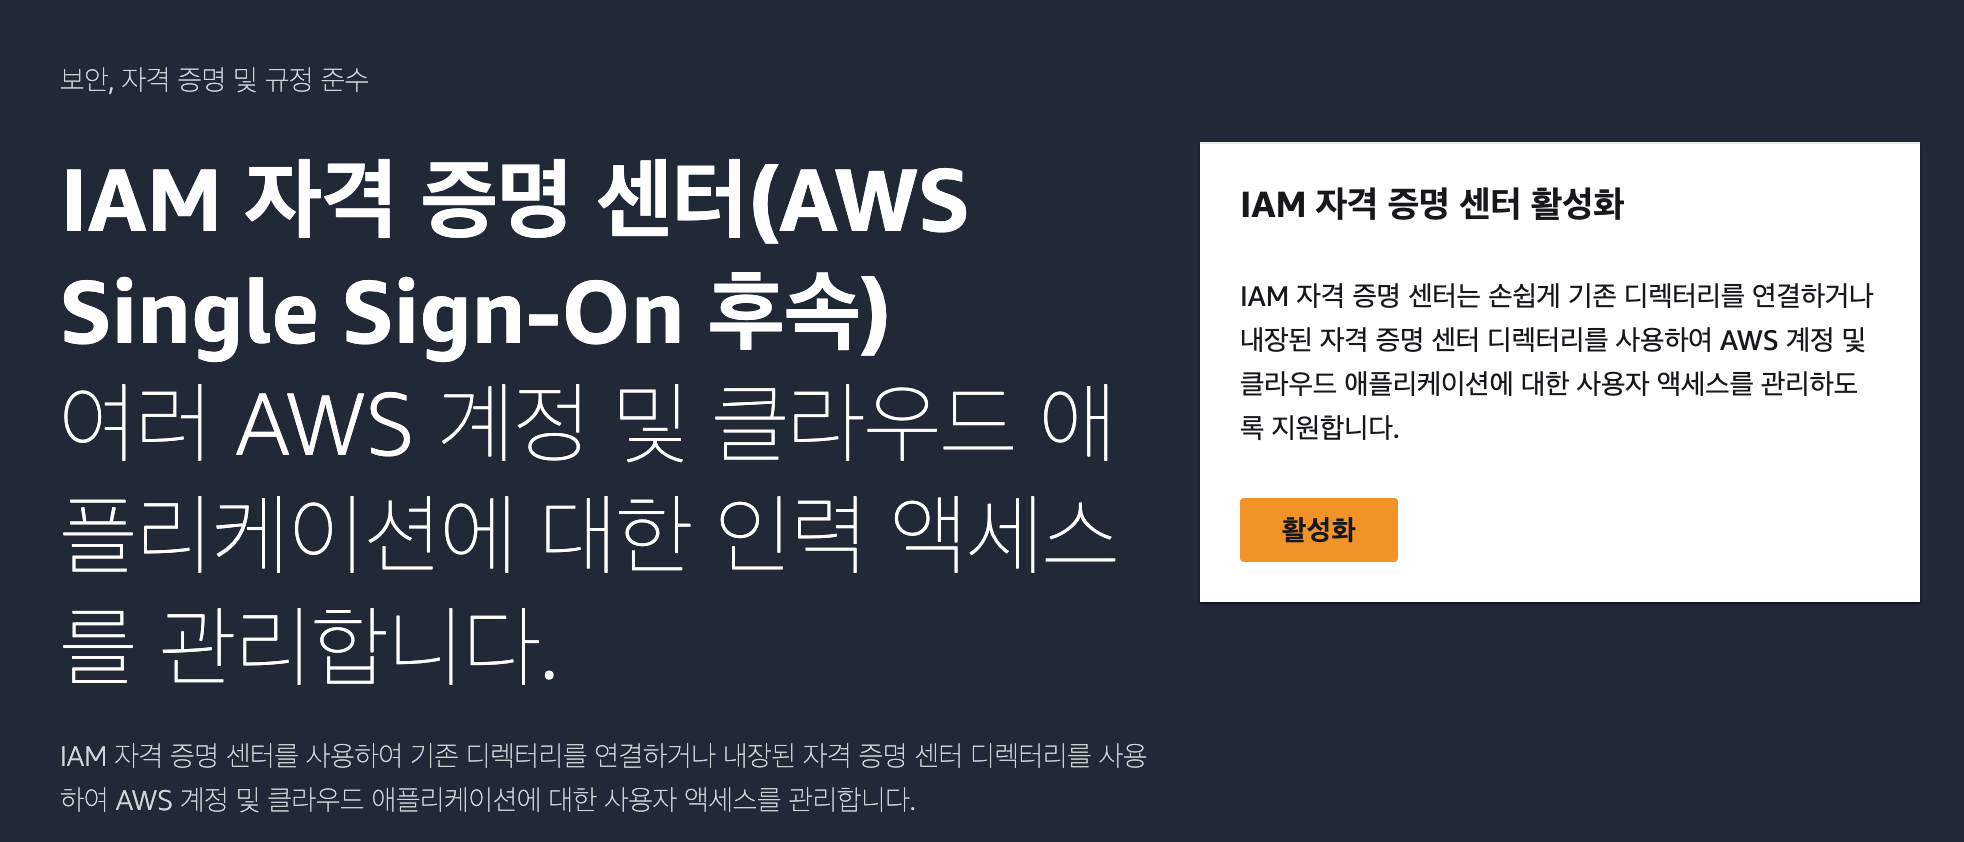 보안, 자격 증명 및 규정 준수
IAM 자격 증명 센터(AWS
Single Sign-On 후속)
여러 AWS 계정 및 클라우드 애
플리케이션에 대한 인력 액세스
를 관리합니다.
IAM 자격 증명 센터를 사용하여 기존 디렉터리를 연결하거나 내장된 자격 증명 센터 디렉터리를 사용
하여 AWS 계정 및 클라우드 애플리케이션에 대한 사용자 액세스를 관리합니다.
IAM 자격 증명 센터 활성화
IAM 자격 증명 센터는 손쉽게 기존 디렉터리를 연결하거나
내장된 자격 증명 센터 디렉터리를 사용하여 AWS 계정 및
클라우드 애플리케이션에 대한 사용자 액세스를 관리하도
록 지원합니다.
활성화